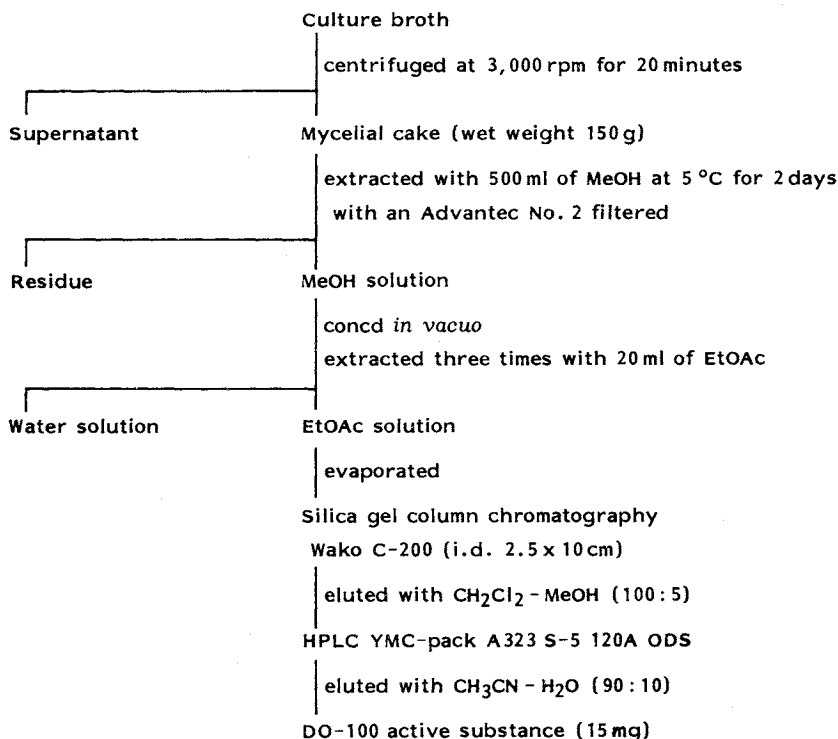 Culture broth
centrifuged at 3,000 rpm for 20 minutes
Supernatant Mycelial cake (wet weight 150 g)
extracted with 500 ml of MeOH at 5 °C for 2 days
with an Advantec No. 2 filtered
Residue MeOH solution
concd in vacuo
extracted three times with 20 ml of EtOAc
Water solution EtOAc solution
evaporated
Silica gel column chromatography
Wako C-200 (i.d. 2.5 x 10 cm)
eluted with CH2Cl2 - MeOH (100 : 5)
HPLC YMC-pack A323 S-5 120A ODS
eluted with CH3CN - H2O (90 : 10)
DO-100 active substance (15 mg)